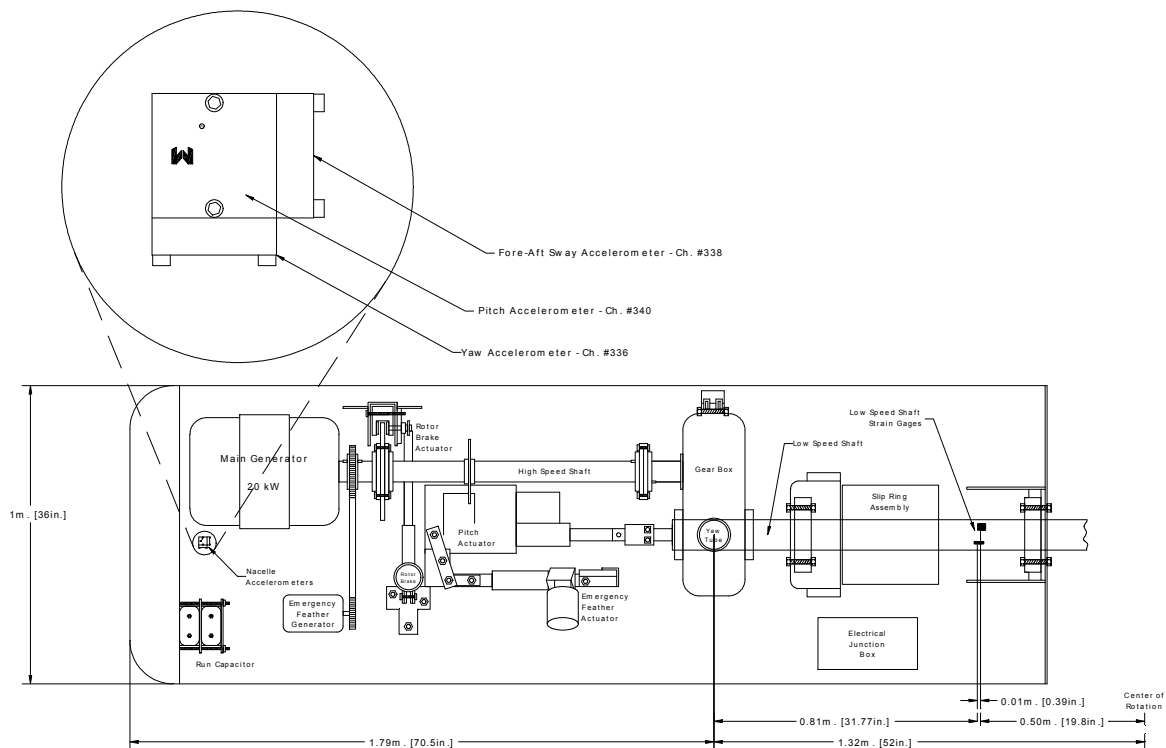 Fore-Aft Sway Accelerometer - Ch. #338
Pitch Accelerometer - Ch. #340
Yaw Accelerometer - Ch. #336
Low Speed Shaft
Strain Gages
Low Speed Shaft
Rotor
Brake
Actuator
Main Generator
20 kW
High Speed Shaft
Gear Box
Slip Ring
Assembly
1m. [36in.]
Pitch
Actuator
Yaw
Tube
Nacelle
Accelerometers
Rotor
Brake
Emergency
Feather
Generator
Emergency
Feather
Actuator
Electrical
Junction
Box
Run Capacitor
0.01m. [0.39in.]
Center of
Rotation
0.81m. [31.77in.]
0.50m. [19.8in.]
1.79m. [70.5in.]
1.32m. [52in.]